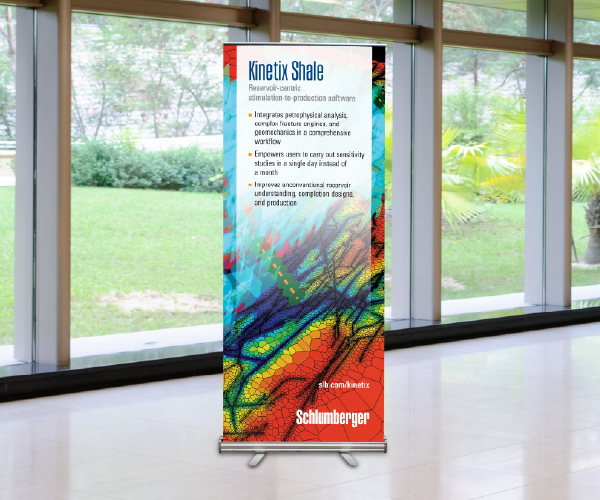 Kinetix Shale
Reservoir-centric
stimulation-to-production software
Integrates petrophysical analysis,
complex fracture engines, and
geomechanics in a comprehensive
workflow
Empowers users to carry out sensitivity
studies in a single day instead of
a month
Improves unconventional reservoir
understanding, completion designs,
and production
slb.com/kinetix
Schlumberger